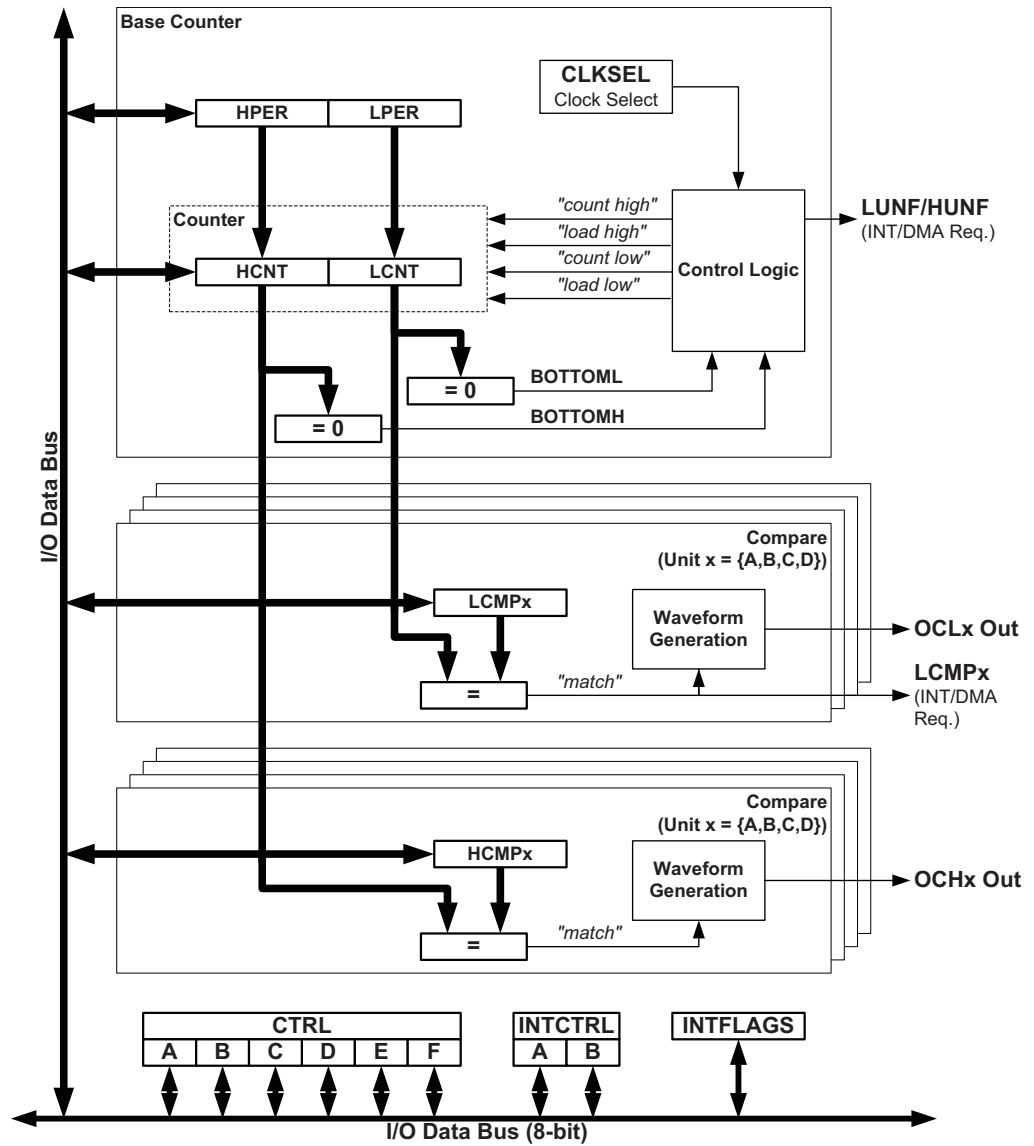 Base Counter
CLKSEL
Clock Select
HPER
LPER
Counter
"count high"
"load high"
"count low"
"load low"
Control Logic
LUNF/HUNF
(INT/DMA Req.)
HCNT
LCNT
= 0
BOTTOML
= 0
BOTTOMH
I/O Data Bus
Compare
(Unit x = {A,B,C,D})
LCMPx
Waveform
Generation
OCLx Out
=
"match"
LCMPx
(INT/DMA
Req.)
Compare
(Unit x = {A,B,C,D})
HCMPx
Waveform
Generation
OCHx Out
=
"match"
CTRL
A
B
C
D
E
F
INTCTRL
A
B
INTFLAGS
I/O Data Bus (8-bit)